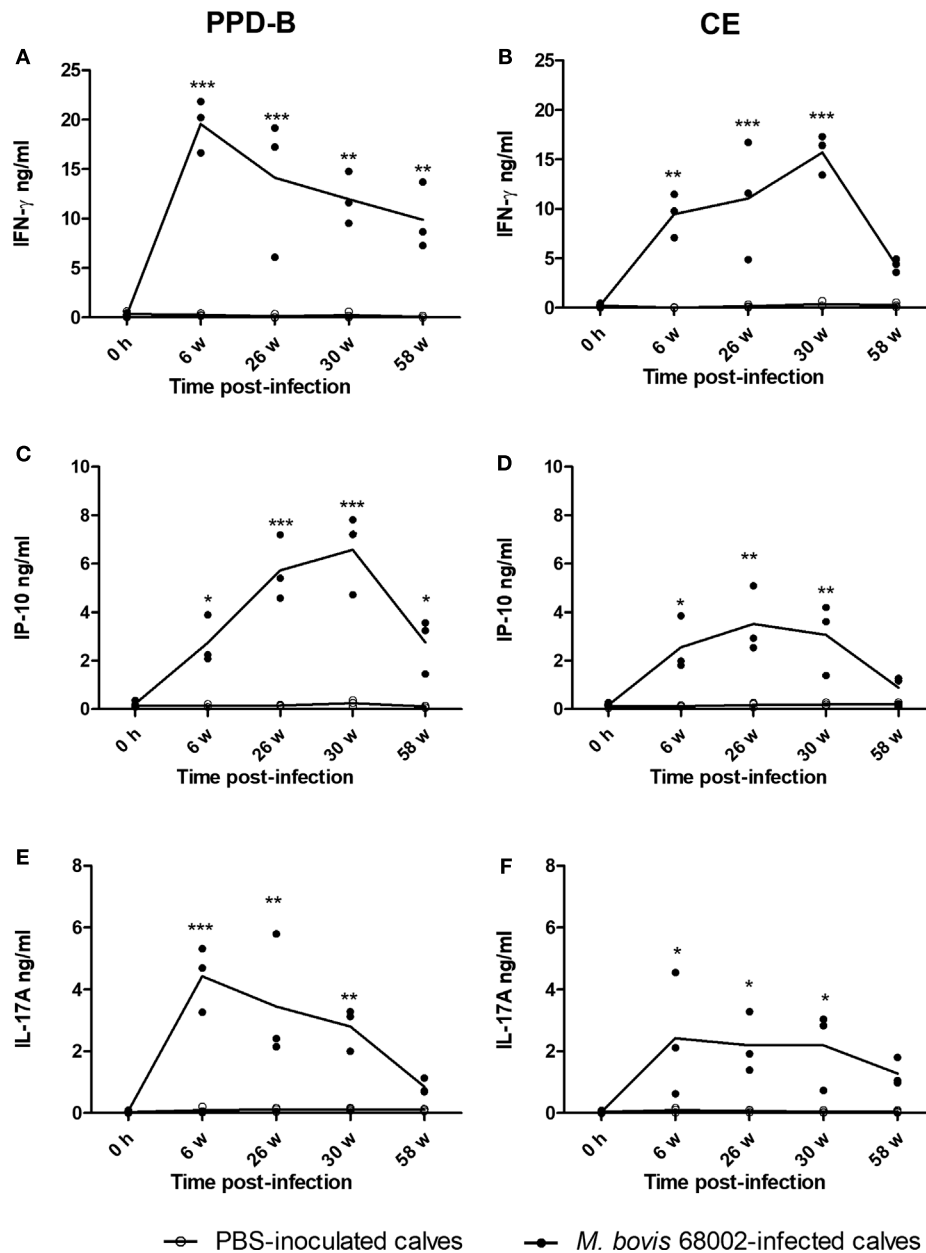 PPD-B
CE
A
IFN-γ ng/ml
25
20
15
10
5
0
***
***
**
**
0 h
6 w
26 w
30 w
58 w
Time post-infection
B
IFN-γ ng/ml
25
20
15
10
5
0
**
***
***
0 h
6 w
26 w
30 w
58 w
Time post-infection
C
IP-10 ng/ml
10
8
6
4
2
0
*
***
***
*
0 h
6 w
26 w
30 w
58 w
Time post-infection
D
IP-10 ng/ml
10
8
6
4
2
0
*
**
**
0 h
6 w
26 w
30 w
58 w
Time post-infection
E
IL-17A ng/ml
8
6
4
2
0
***
**
**
0 h
6 w
26 w
30 w
58 w
Time post-infection
F
IL-17A ng/ml
8
6
4
2
0
*
*
*
0 h
6 w
26 w
30 w
58 w
Time post-infection
PBS-inoculated calves
M. bovis 68002-infected calves